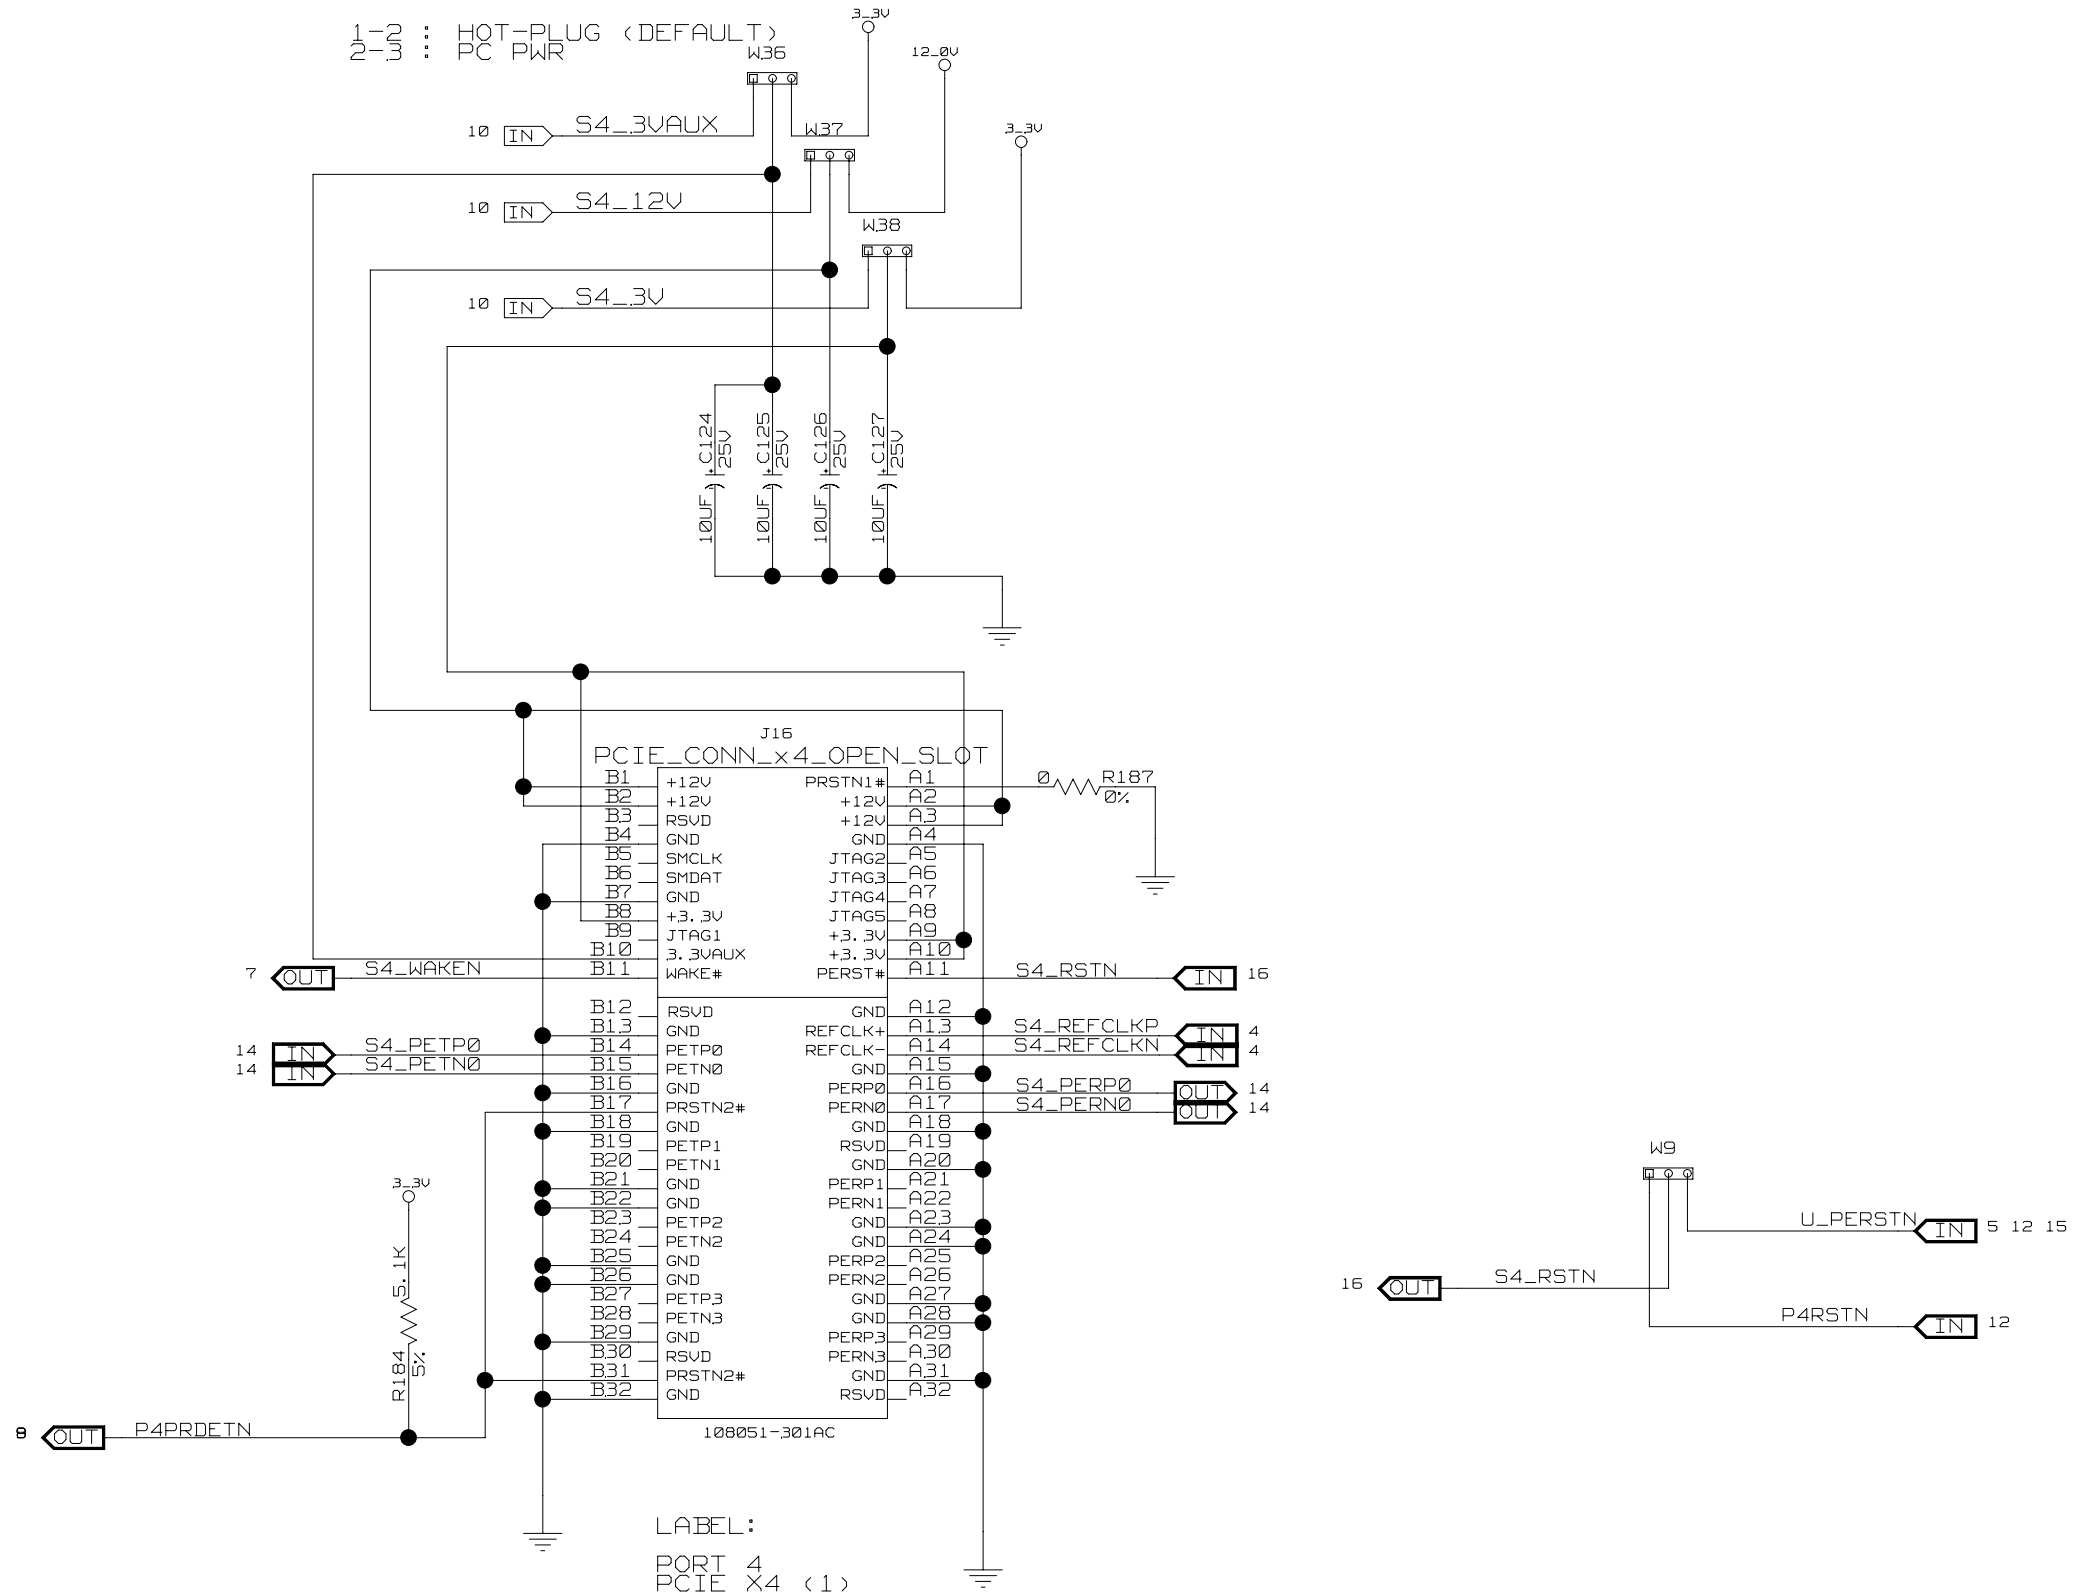 1-2 : HOT-PLUG (DEFAULT)
2-3 : PC PWR
W36
3_3V
12_0V
10 IN S4_3VAUX
W37
3_3V
10 IN S4_12V
W38
10 IN S4_3V
C124 25V 10UF
C125 25V 10UF
C126 25V 10UF
C127 25V 10UF
J16
PCIE_CONN_x4_OPEN_SLOT
B1 +12V PRSTN1# A1 0 R187
0%
B2 +12V +12V A2
B3 RSVD +12V A3
B4 GND GND A4
B5 SMCLK JTAG2 A5
B6 SMDAT JTAG3 A6
B7 GND JTAG4 A7
B8 +3.3V JTAG5 A8
B9 JTAG1 +3.3V A9
B10 3.3VAUX +3.3V A10
7 OUT S4_WAKEN B11 WAKE# PERST# A11 S4_RSTN IN 16
B12 RSVD GND A12
B13 GND REFCLK+ A13 S4_REFCLKP IN 4
14 IN S4_PETP0 B14 PETP0 REFCLK- A14 S4_REFCLKN IN 4
14 IN S4_PETN0 B15 PETN0 GND A15
B16 GND PERP0 A16 S4_PERP0 OUT 14
B17 PRSTN2# PERN0 A17 S4_PERN0 OUT 14
B18 GND GND A18
B19 PETP1 RSVD A19
B20 PETN1 GND A20
B21 GND PERP1 A21
B22 GND PERN1 A22
B23 PETP2 GND A23
B24 PETN2 GND A24
B25 GND PERP2 A25
B26 GND PERN2 A26
B27 PETP3 GND A27
B28 PETN3 GND A28
B29 GND PERP3 A29
B30 RSVD PERN3 A30
B31 PRSTN2# GND A31
B32 GND RSVD A32
108051-301AC
3_3V
5.1K
R184 5%
8 OUT P4PRDETN
W9
U_PERSTN IN 5 12 15
16 OUT S4_RSTN
P4RSTN IN 12
LABEL:
PORT 4
PCIE X4 (1)